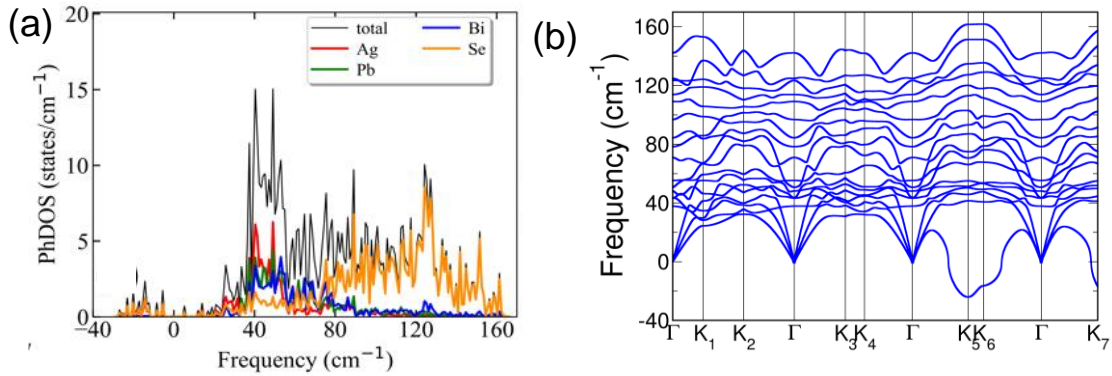 (a)
total
Ag
Pb
Bi
Se
20
15
10
5
0
PhDOS (states/cm⁻¹)
−40 0 40 80 120 160
Frequency (cm⁻¹)
(b)
160
120
80
40
0
-40
Frequency (cm⁻¹)
Γ K₁ K₂ Γ K₃ K₄ Γ K₅ K₆ Γ K₇